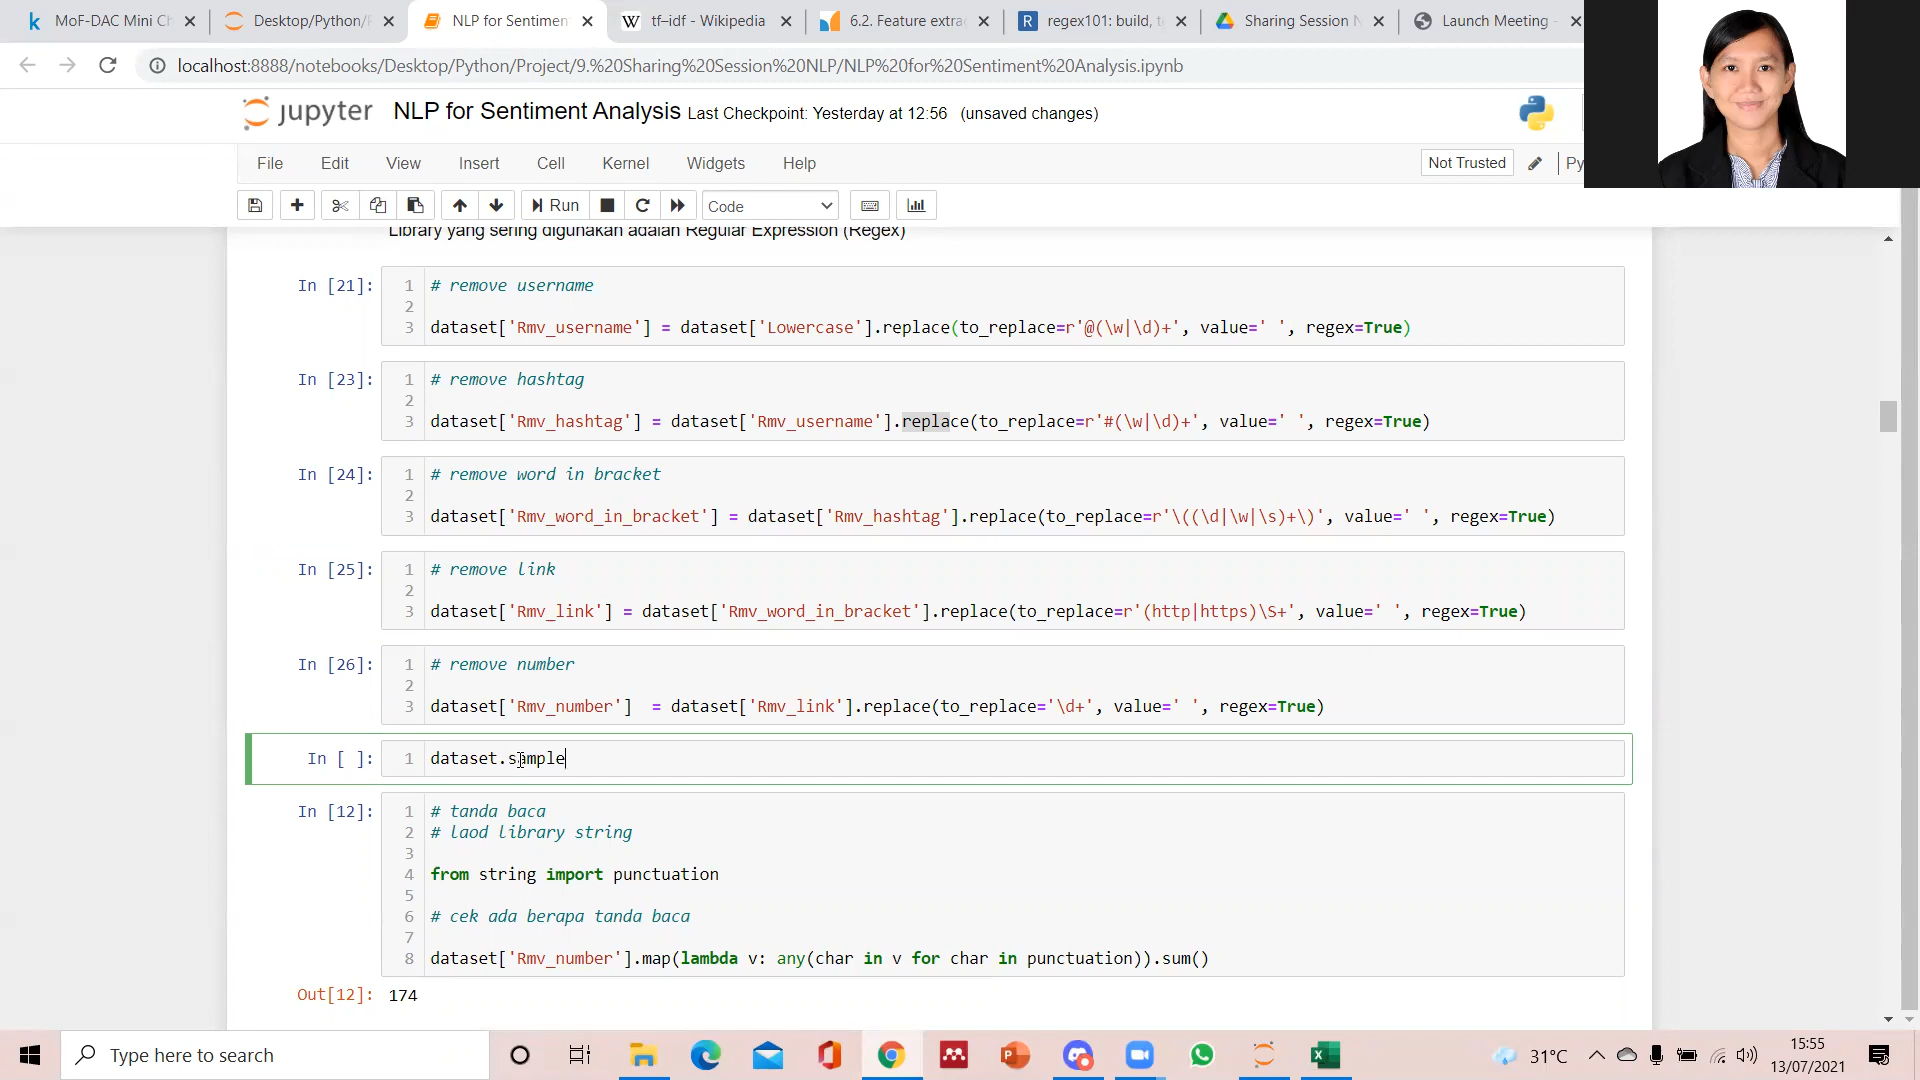 MoF-DAC Mini Ch
Desktop/Python/P
NLP for Sentimen
tf–idf - Wikipedia
6.2. Feature extra
regex101: build, te
Sharing Session N
Launch Meeting -
localhost:8888/notebooks/Desktop/Python/Project/9.%20Sharing%20Session%20NLP/NLP%20for%20Sentiment%20Analysis.ipynb
jupyter NLP for Sentiment Analysis Last Checkpoint: Yesterday at 12:56 (unsaved changes)
File Edit View Insert Cell Kernel Widgets Help Not Trusted Py
Run Code
Library yang sering digunakan adalah Regular Expression (Regex)
In [21]: 1 # remove username
2
3 dataset['Rmv_username'] = dataset['Lowercase'].replace(to_replace=r'@(\w|\d)+', value=' ', regex=True)
In [23]: 1 # remove hashtag
2
3 dataset['Rmv_hashtag'] = dataset['Rmv_username'].replace(to_replace=r'#(\w|\d)+', value=' ', regex=True)
In [24]: 1 # remove word in bracket
2
3 dataset['Rmv_word_in_bracket'] = dataset['Rmv_hashtag'].replace(to_replace=r'\((\d|\w|\s)+\)', value=' ', regex=True)
In [25]: 1 # remove link
2
3 dataset['Rmv_link'] = dataset['Rmv_word_in_bracket'].replace(to_replace=r'(http|https)\S+', value=' ', regex=True)
In [26]: 1 # remove number
2
3 dataset['Rmv_number']  = dataset['Rmv_link'].replace(to_replace='\d+', value=' ', regex=True)
In [ ]: 1 dataset.sample
In [12]: 1 # tanda baca
2 # laod library string
3
4 from string import punctuation
5
6 # cek ada berapa tanda baca
7
8 dataset['Rmv_number'].map(lambda v: any(char in v for char in punctuation)).sum()
Out[12]: 174
Type here to search
31°C
15:55
13/07/2021